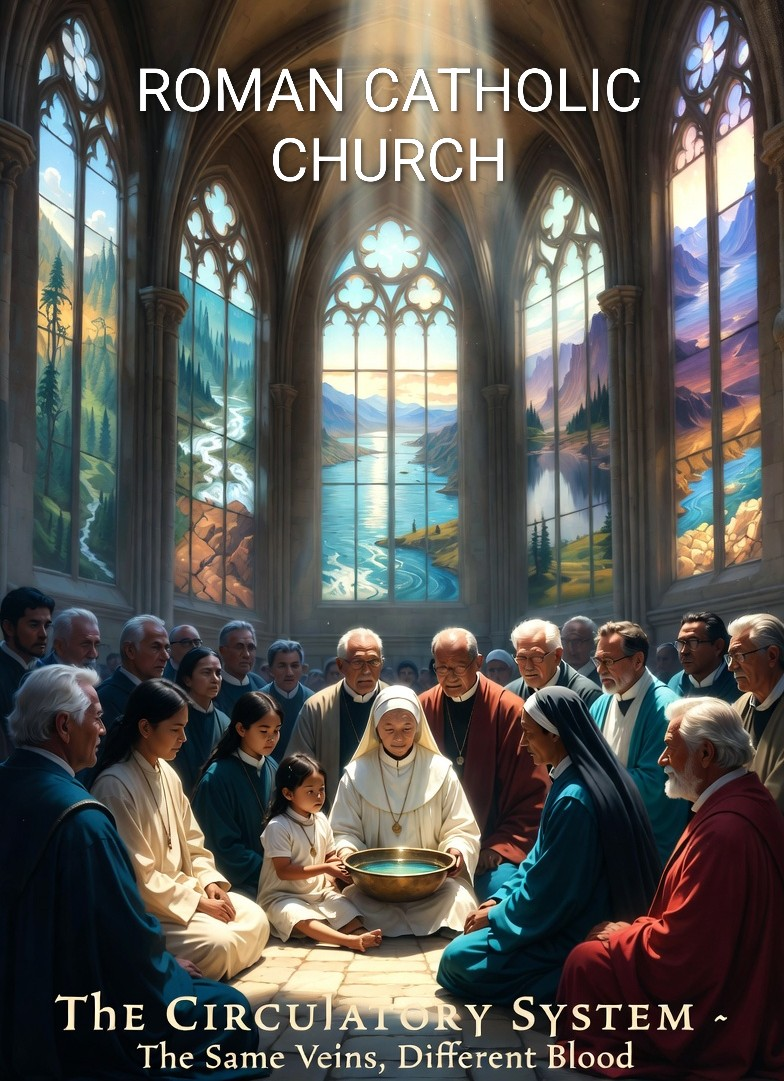 ROMAN CATHOLIC
CHURCH
The Circulatory System ~
The Same Veins, Different Blood